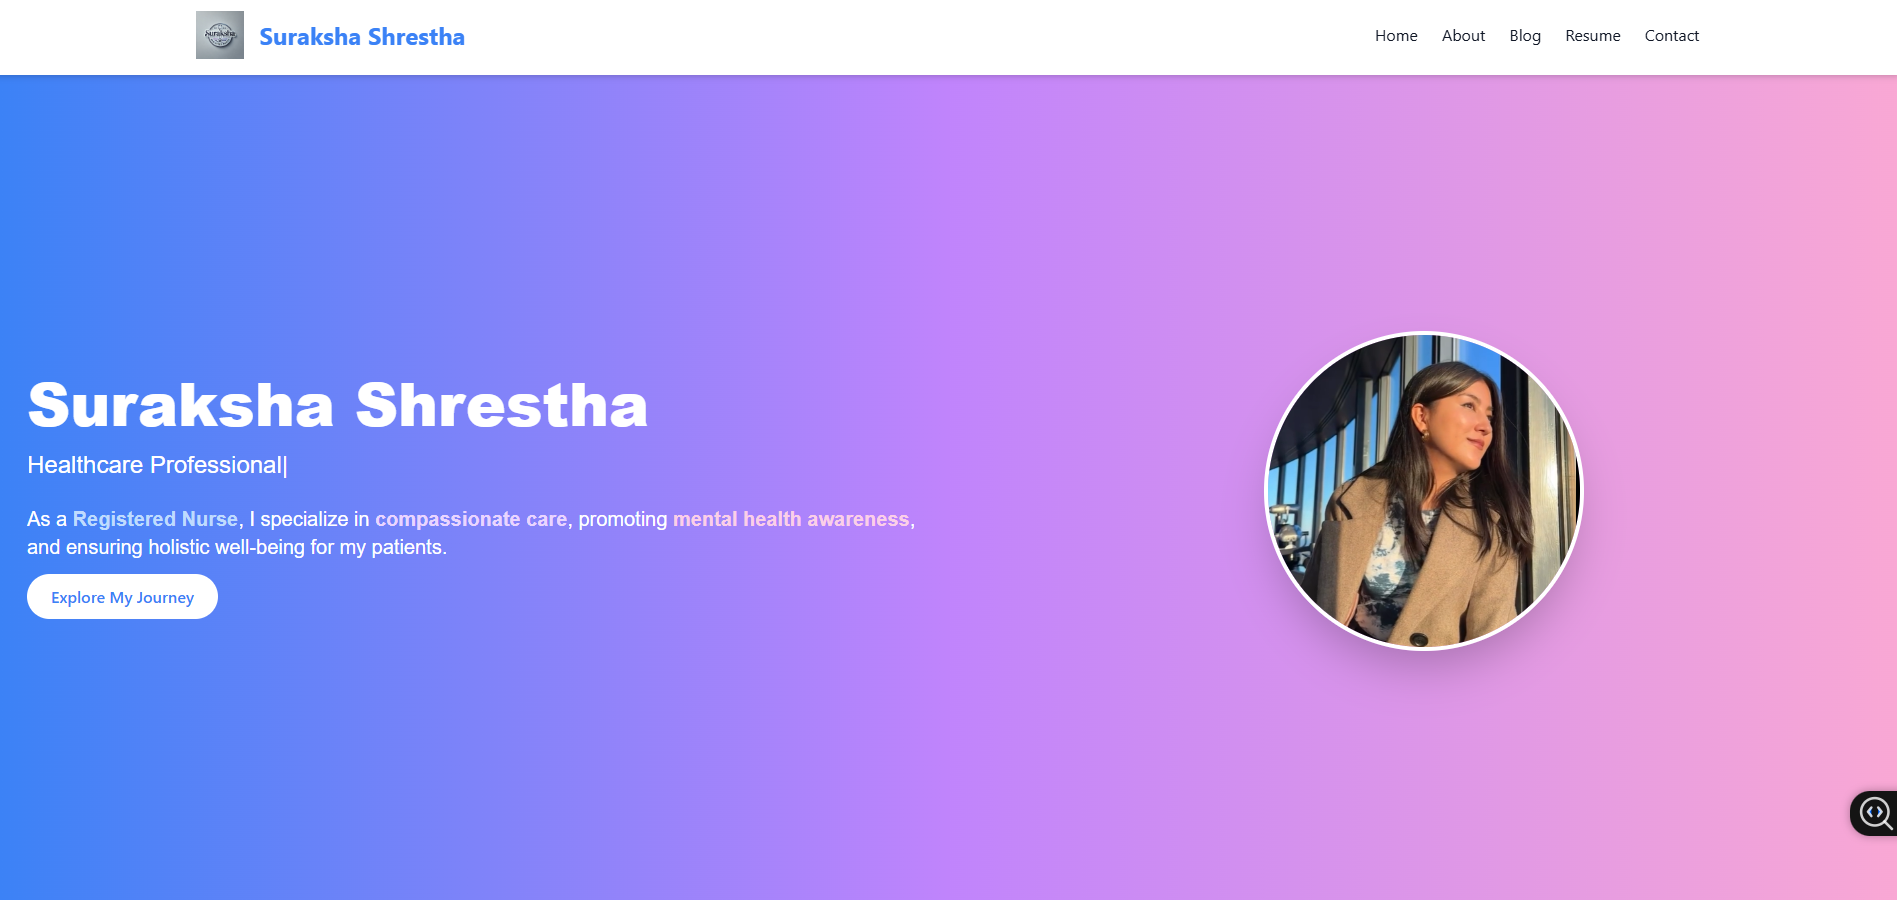 Suraksha
Suraksha Shrestha
Home About Blog Resume Contact
Suraksha Shrestha
Healthcare Professional|
As a Registered Nurse, I specialize in compassionate care, promoting mental health awareness,
and ensuring holistic well-being for my patients.
Explore My Journey